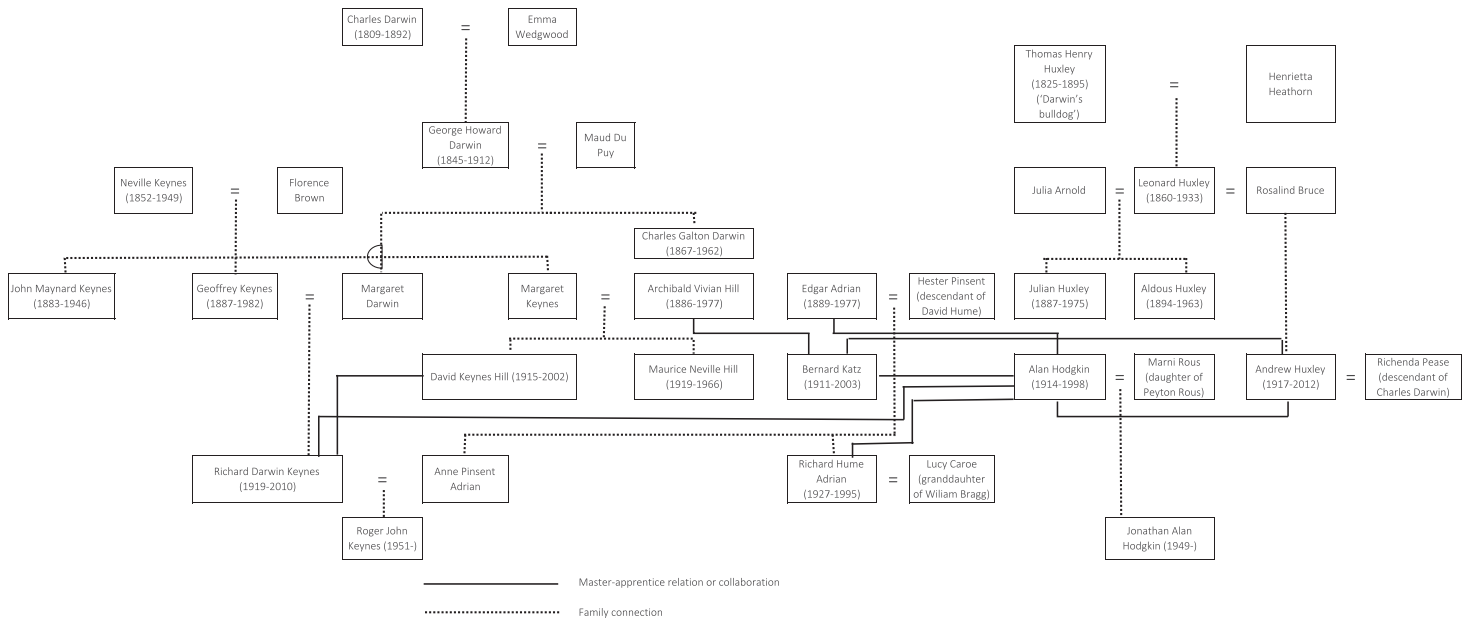 Charles Darwin
(1809-1892)
=
Emma
Wedgwood
Thomas Henry
Huxley
(1825-1895)
('Darwin's
bulldog')
=
Henrietta
Heathorn
George Howard
Darwin
(1845-1912)
=
Maud Du
Puy
Neville Keynes
(1852-1949)
=
Florence
Brown
Julia Arnold
=
Leonard Huxley
(1860-1933)
=
Rosalind Bruce
Charles Galton Darwin
(1867-1962)
John Maynard Keynes
(1883-1946)
Geoffrey Keynes
(1887-1982)
=
Margaret
Darwin
Margaret
Keynes
=
Archibald Vivian Hill
(1886-1977)
Edgar Adrian
(1889-1977)
=
Hester Pinsent
(descendant of
David Hume)
Julian Huxley
(1887-1975)
Aldous Huxley
(1894-1963)
David Keynes Hill (1915-2002)
Maurice Neville Hill
(1919-1966)
Bernard Katz
(1911-2003)
Alan Hodgkin
(1914-1998)
=
Marni Rous
(daughter of
Peyton Rous)
Andrew Huxley
(1917-2012)
=
Richenda Pease
(descendant of
Charles Darwin)
Richard Darwin Keynes
(1919-2010)
=
Anne Pinsent
Adrian
Richard Hume
Adrian
(1927-1995)
=
Lucy Caroe
(granddauhter
of Wiliam Bragg)
Roger John
Keynes (1951-)
Jonathan Alan
Hodgkin (1949-)
Master-apprentice relation or collaboration
Family connection